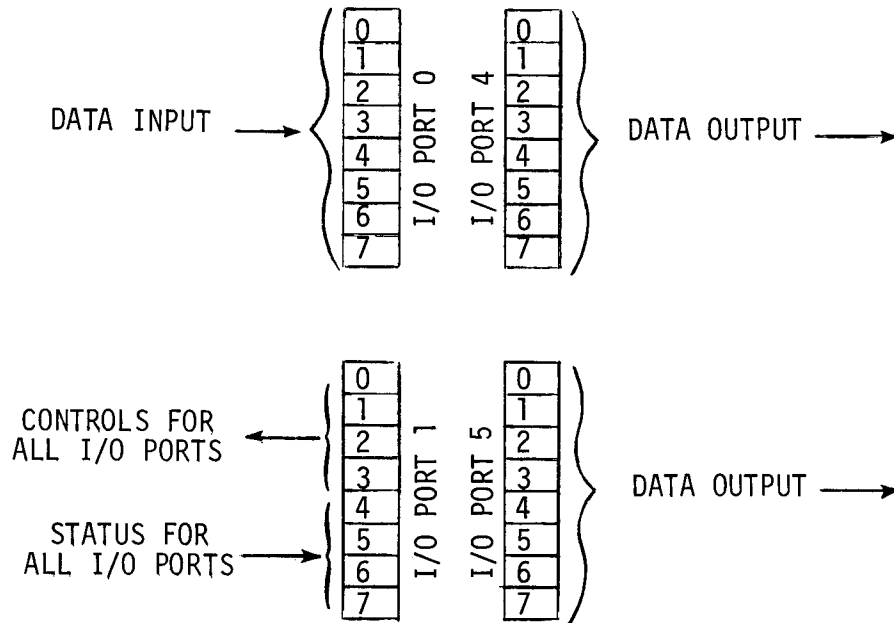 DATA INPUT
0
1
2
3
4
5
6
7
I/O PORT 0
I/O PORT 4
0
1
2
3
4
5
6
7
DATA OUTPUT
CONTROLS FOR
ALL I/O PORTS
STATUS FOR
ALL I/O PORTS
0
1
2
3
4
5
6
7
I/O PORT 1
I/O PORT 5
0
1
2
3
4
5
6
7
DATA OUTPUT